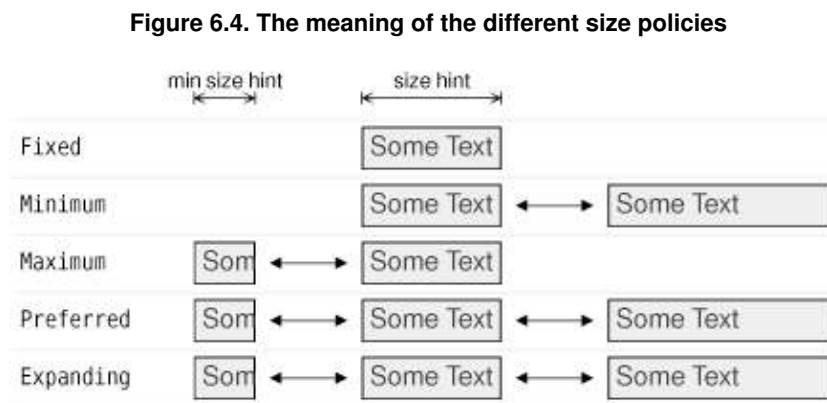 Figure 6.4. The meaning of the different size policies
min size hint size hint
Fixed Some Text
Minimum Some Text Some Text
Maximum Som Some Text
Preferred Som Some Text Some Text
Expanding Som Some Text Some Text